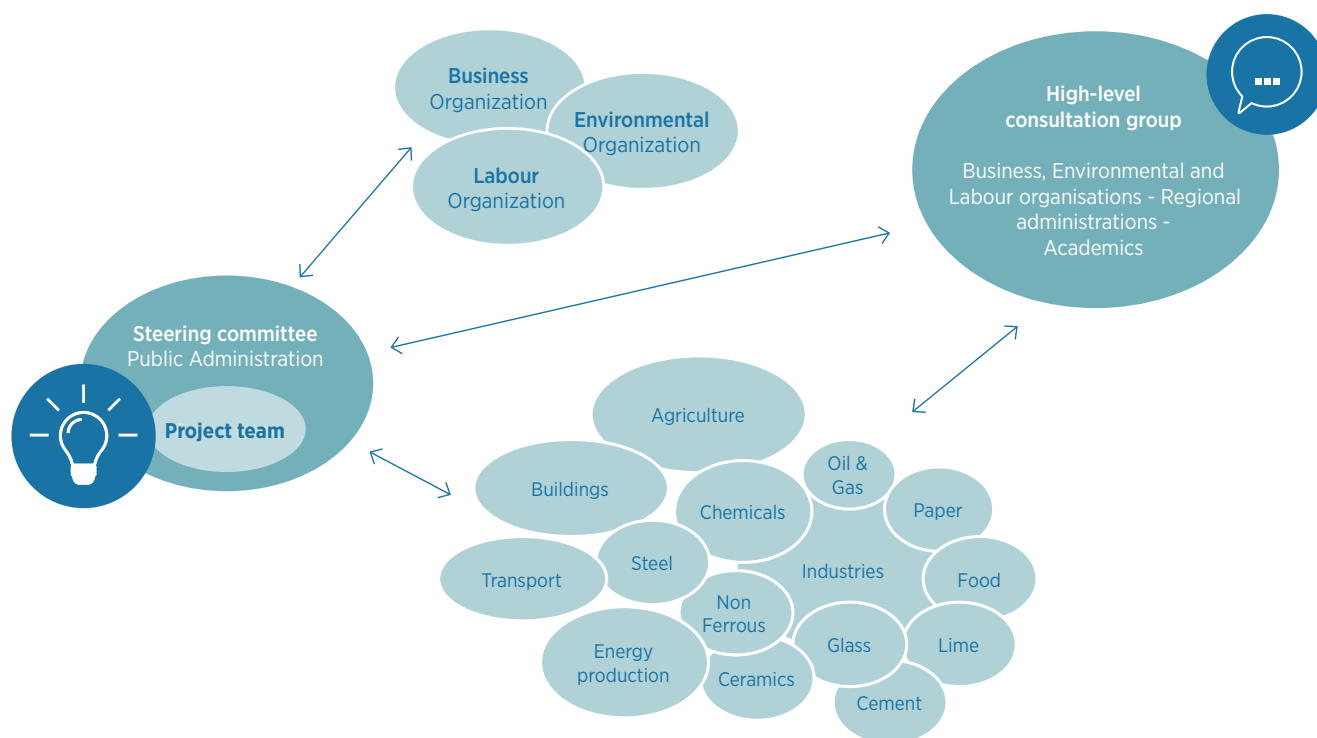 Business
Organization
Environmental
Organization
Labour
Organization
High-level
consultation group
Business, Environmental and
Labour organisations - Regional
administrations -
Academics
Steering committee
Public Administration
Project team
Agriculture
Oil &
Gas
Buildings
Chemicals
Paper
Steel
Industries
Transport
Food
Non
Ferrous
Energy
production
Glass
Lime
Ceramics
Cement